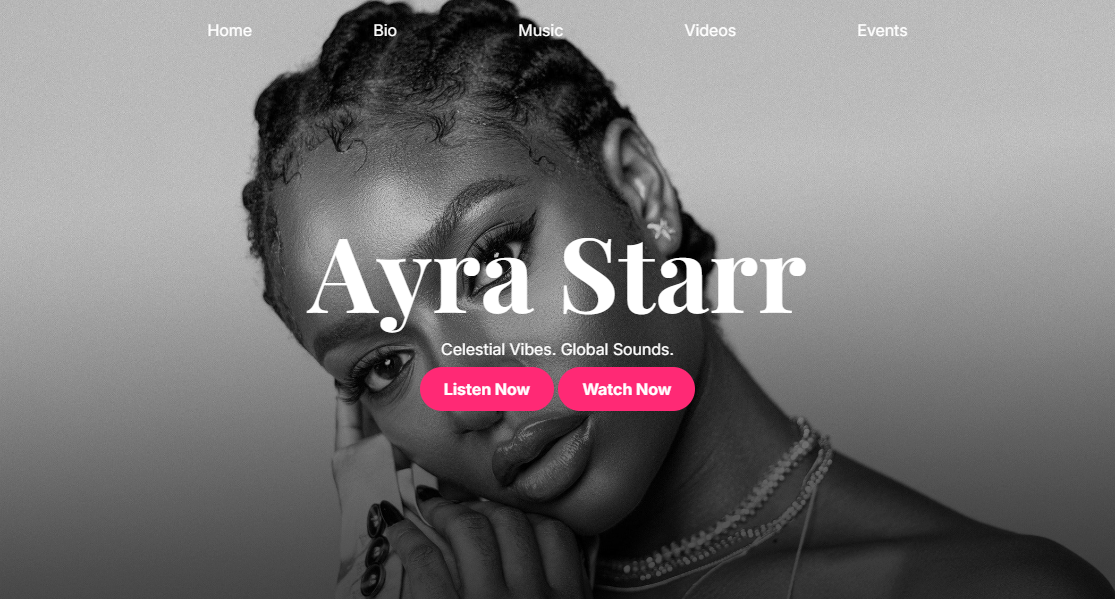 Home Bio Music Videos Events
Ayra Starr
Celestial Vibes. Global Sounds.
Listen Now Watch Now